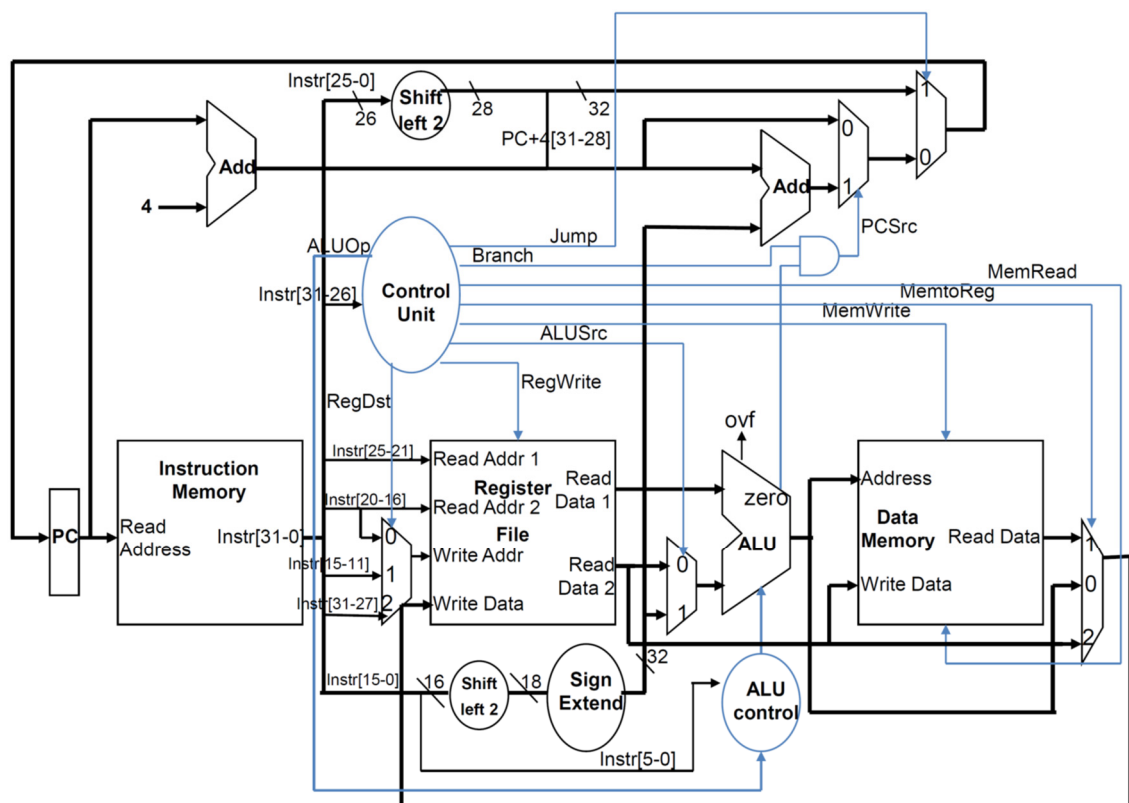 Instr[25-0]
Shift
left 2
26
28
32
PC+4[31-28]
Add
4
1
0
0
1
Add
PCSrc
ALUOp
Jump
Branch
Instr[31-26]
Control
Unit
MemRead
MemtoReg
MemWrite
ALUSrc
RegWrite
RegDst
ovf
Instruction
Memory
PC
Read
Address
Instr[31-0]
Instr[25-21]
Instr[20-16]
Instr[15-11]
Instr[31-27]
0
1
2
Read Addr 1
Register
Read Addr 2
File
Write Addr
Write Data
Read
Data 1
Read
Data 2
0
1
zero
ALU
Address
Data
Memory
Read Data
Write Data
1
0
2
Instr[15-0]
16
Shift
left 2
18
Sign
Extend
32
ALU
control
Instr[5-0]